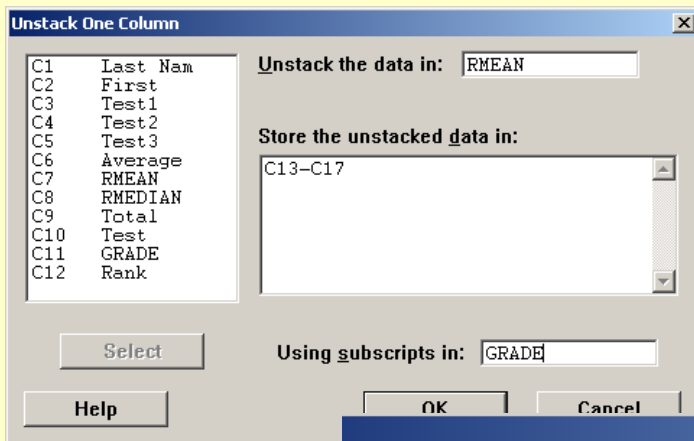 Unstack One Column
C1 Last Nam
C2 First
C3 Test1
C4 Test2
C5 Test3
C6 Average
C7 RMEAN
C8 RMEDIAN
C9 Total
C10 Test
C11 GRADE
C12 Rank
Unstack the data in: RMEAN
Store the unstacked data in:
C13-C17
Select
Using subscripts in: GRADE
Help
OK
Cancel